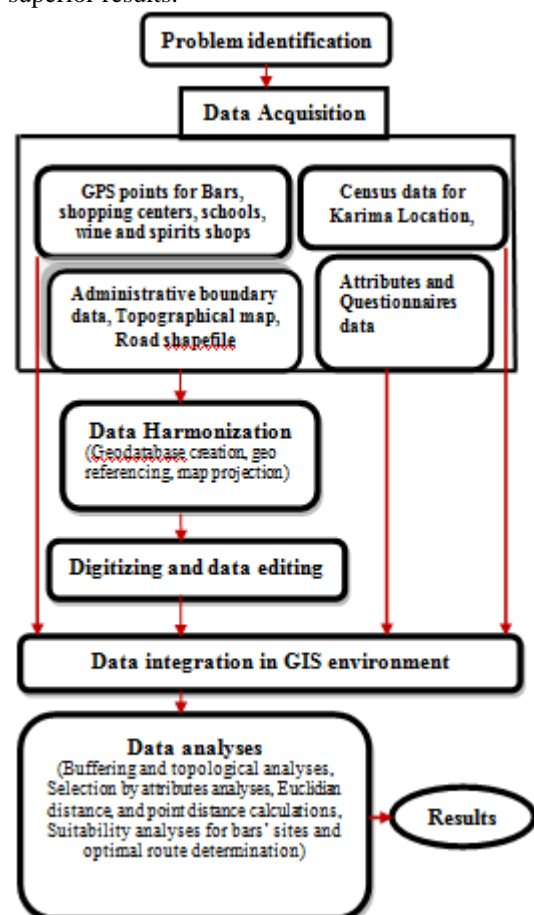 superior results.
Problem identification
Data Acquisition
GPS points for Bars,
shopping centers, schools,
wine and spirits shops
Census data for
Karima Location,
Administrative boundary
data, Topographical map,
Road shapefile
Attributes and
Questionnaires
data
Data Harmonization
(Geodatabase creation, geo
referencing, map projection)
Digitizing and data editing
Data integration in GIS environment
Data analyses
(Buffering and topological analyses,
Selection by attributes analyses, Euclidian
distance, and point distance calculations,
Suitability analyses for bars’ sites and
optimal route determination)
Results